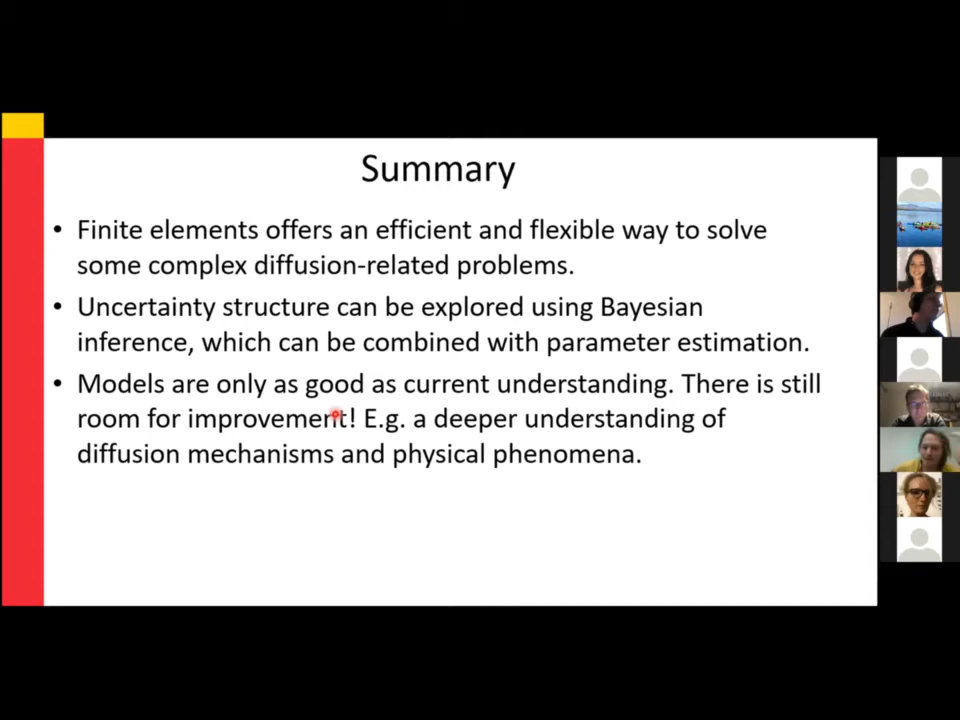 Summary
• Finite elements offers an efficient and flexible way to solve
some complex diffusion-related problems.
• Uncertainty structure can be explored using Bayesian
inference, which can be combined with parameter estimation.
• Models are only as good as current understanding. There is still
room for improvement! E.g. a deeper understanding of
diffusion mechanisms and physical phenomena.